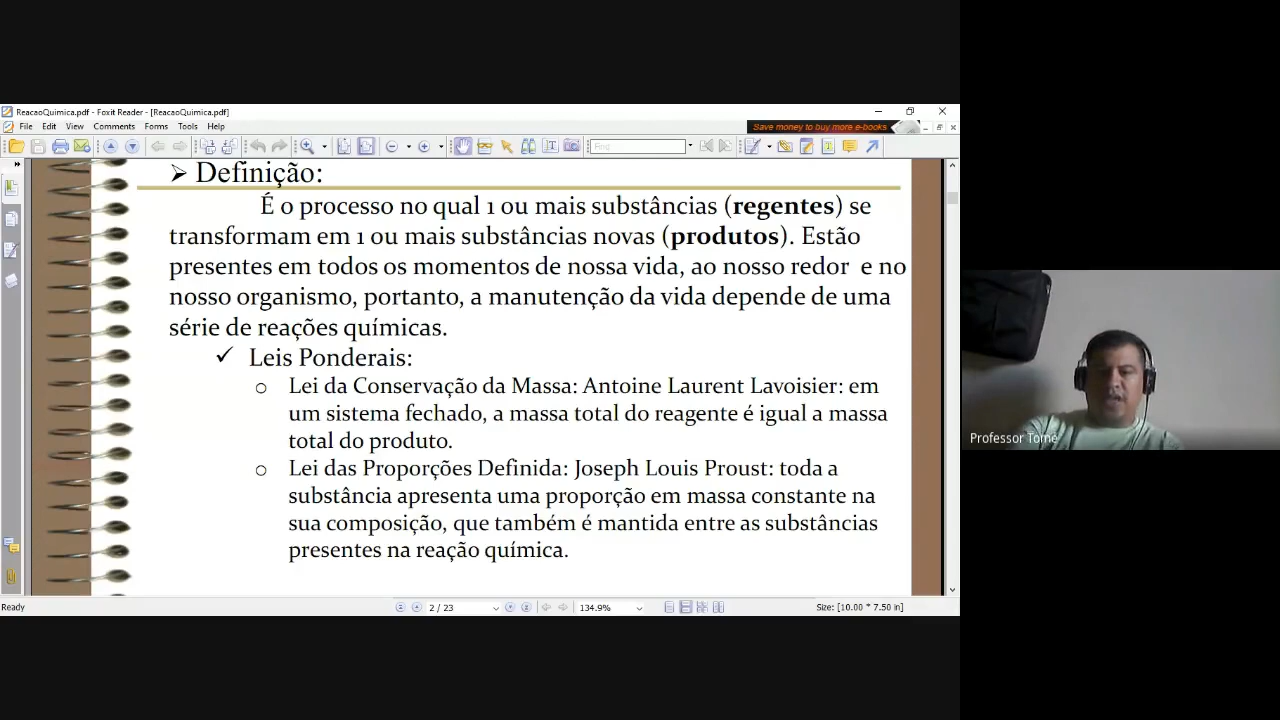 ReacaoQuimica.pdf - Foxit Reader - [ReacaoQuimica.pdf]
File Edit View Comments Forms Tools Help
Save money to buy more e-books
Find
➢ Definição:
É o processo no qual 1 ou mais substâncias (regentes) se
transformam em 1 ou mais substâncias novas (produtos). Estão
presentes em todos os momentos de nossa vida, ao nosso redor e no
nosso organismo, portanto, a manutenção da vida depende de uma
série de reações químicas.
✓ Leis Ponderais:
o Lei da Conservação da Massa: Antoine Laurent Lavoisier: em
um sistema fechado, a massa total do reagente é igual a massa
total do produto.
o Lei das Proporções Definida: Joseph Louis Proust: toda a
substância apresenta uma proporção em massa constante na
sua composição, que também é mantida entre as substâncias
presentes na reação química.
Professor Tomé
Ready
2 / 23
134.9%
Size: [10.00 * 7.50 in]